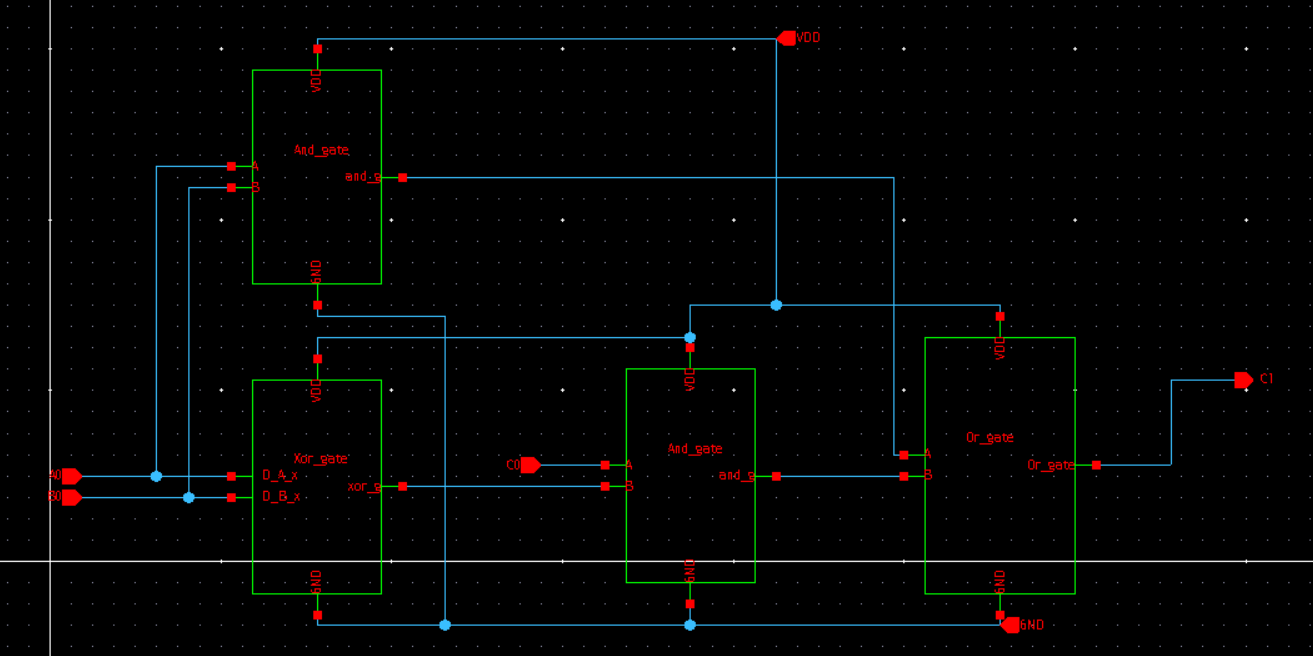 VDD
VDD
And_gate
A
and_g
B
GND
VDD
VDD
VDD
C1
Or_gate
And_gate
A
Xor_gate
C0
A
Or_gate
A0
D_A_x
and_g
B
xor_g
B
B0
D_B_x
GND
GND
GND
GND